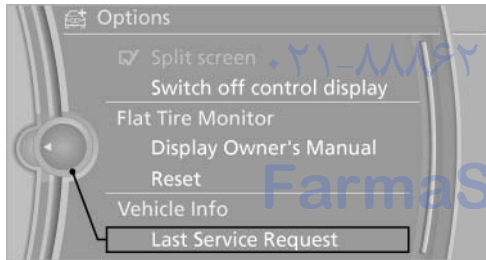 Options
Split screen
۰۲۱-۸۸۸۶۲
Switch off control display
Flat Tire Monitor
Display Owner's Manual
Reset
FarmaS
Vehicle Info
Last Service Request